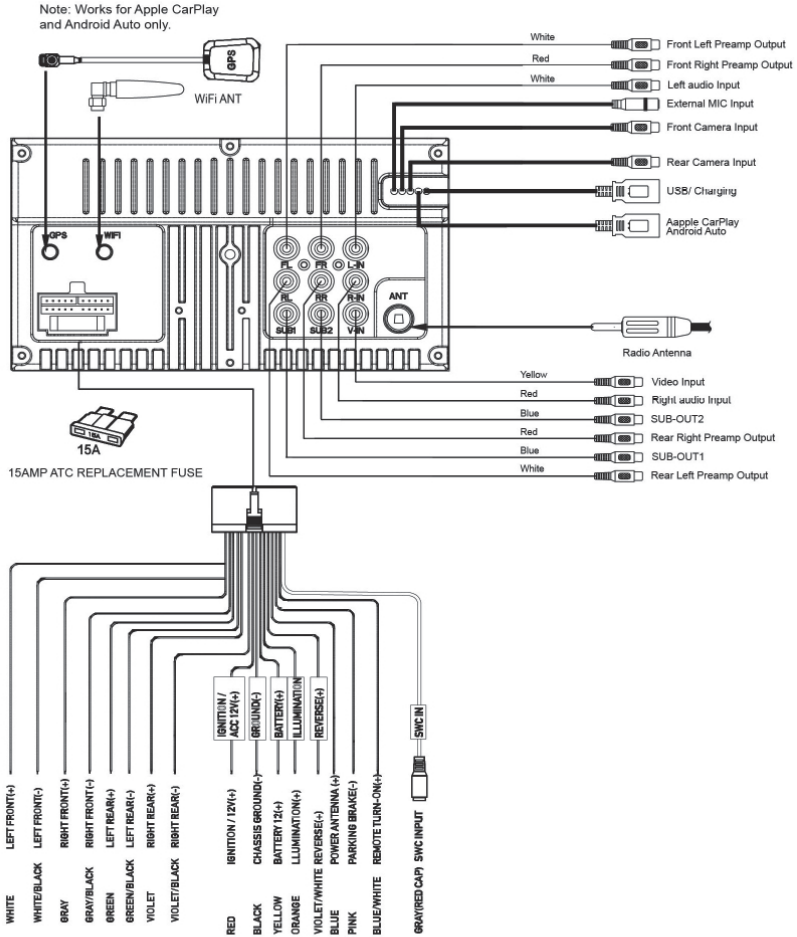 Note: Works for Apple CarPlay
and Android Auto only.
GPS
WiFi ANT
White
Front Left Preamp Output
Red
Front Right Preamp Output
White
Left audio Input
External MIC Input
Front Camera Input
Rear Camera Input
USB/ Charging
Aapple CarPlay
Android Auto
GPS
WIFI
FL
FR
L-IN
RL
RR
R-IN
SUB1
SUB2
V-IN
ANT
Radio Antenna
Yellow
Video Input
Red
Right audio Input
Blue
SUB-OUT2
Red
Rear Right Preamp Output
Blue
SUB-OUT1
White
Rear Left Preamp Output
15A
15A
15AMP ATC REPLACEMENT FUSE
IGNITION /
ACC 12V(+)
GROUND(-)
BATTERY(+)
ILLUMINATION
REVERSE(+)
SWC IN
WHITE LEFT FRONT(+)
WHITE/BLACK LEFT FRONT(-)
GRAY RIGHT FRONT(+)
GRAY/BLACK RIGHT FRONT(-)
GREEN LEFT REAR(+)
GREEN/BLACK LEFT REAR(-)
VIOLET RIGHT REAR(+)
VIOLET/BLACK RIGHT REAR(-)
RED IGNITION / 12V(+)
BLACK CHASSIS GROUND(-)
YELLOW BATTERY 12(+)
ORANGE LLUMINATION(+)
VIOLET/WHITE REVERSE(+)
BLUE POWER ANTENNA (+)
PINK PARKING BRAKE(-)
BLUE/WHITE REMOTE TURN-ON(+)
GRAY(RED CAP) SWC INPUT